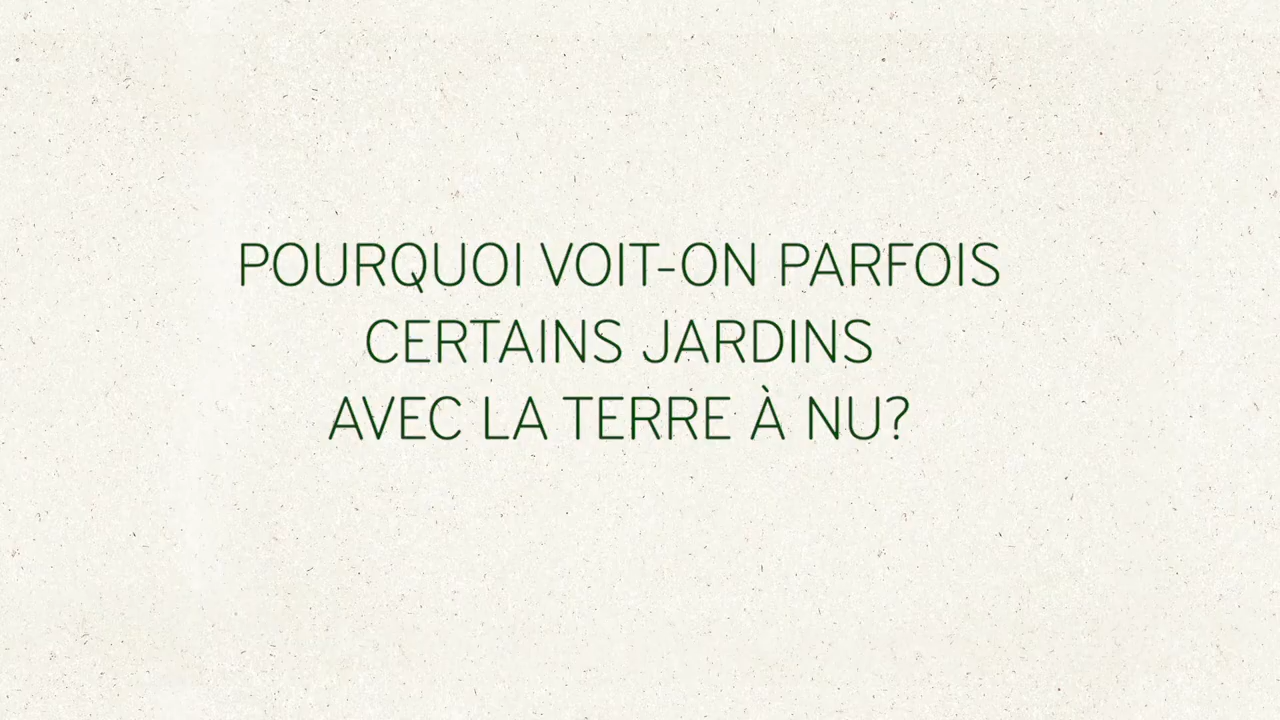 POURQUOI VOIT-ON PARFOIS
CERTAINS JARDINS
AVEC LA TERRE À NU?